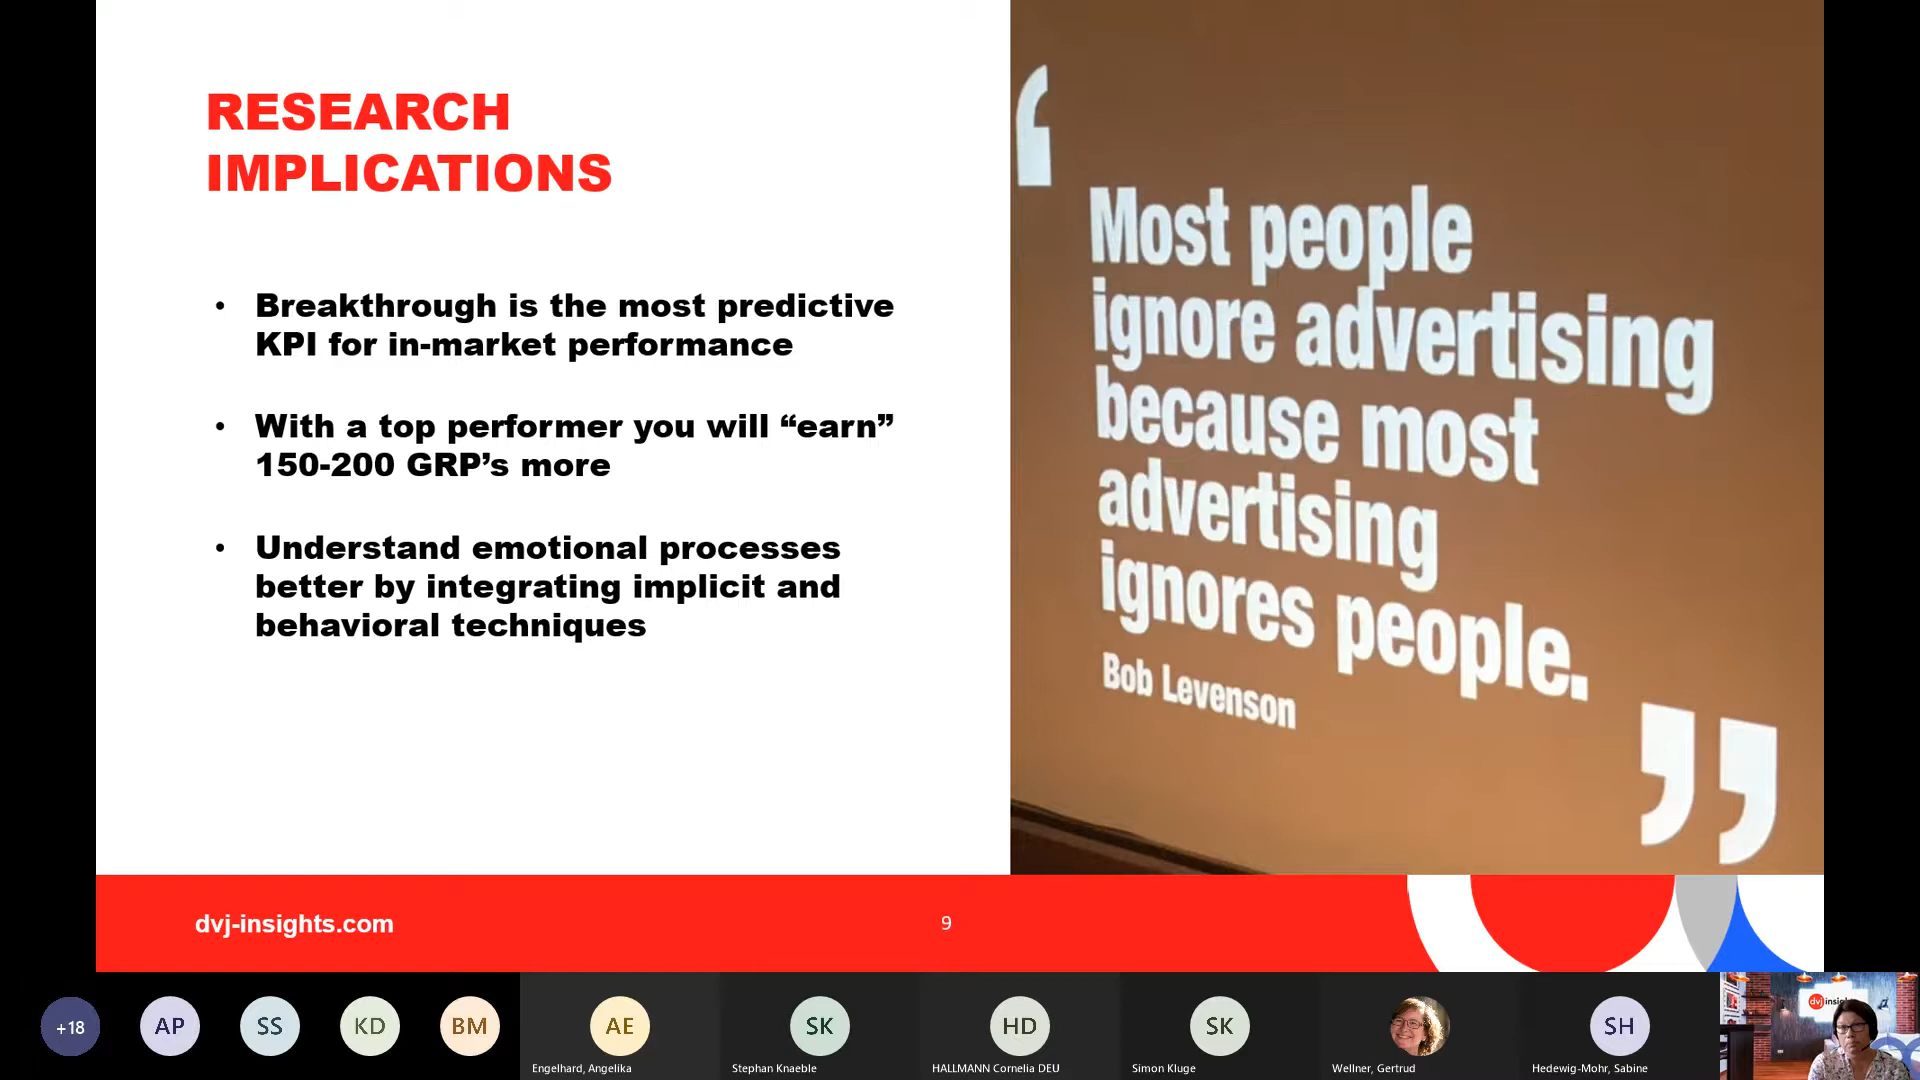 RESEARCH
IMPLICATIONS
• Breakthrough is the most predictive
KPI for in-market performance
• With a top performer you will “earn”
150-200 GRP’s more
• Understand emotional processes
better by integrating implicit and
behavioral techniques
‘
Most people
ignore advertising
because most
advertising
ignores people.
Bob Levenson
”
dvj-insights.com
9
+18
AP
SS
KD
BM
AE
SK
HD
SK
SH
Engelhard, Angelika
Stephan Knaeble
HALLMANN Cornelia DEU
Simon Kluge
Wellner, Gertrud
Hedewig-Mohr, Sabine